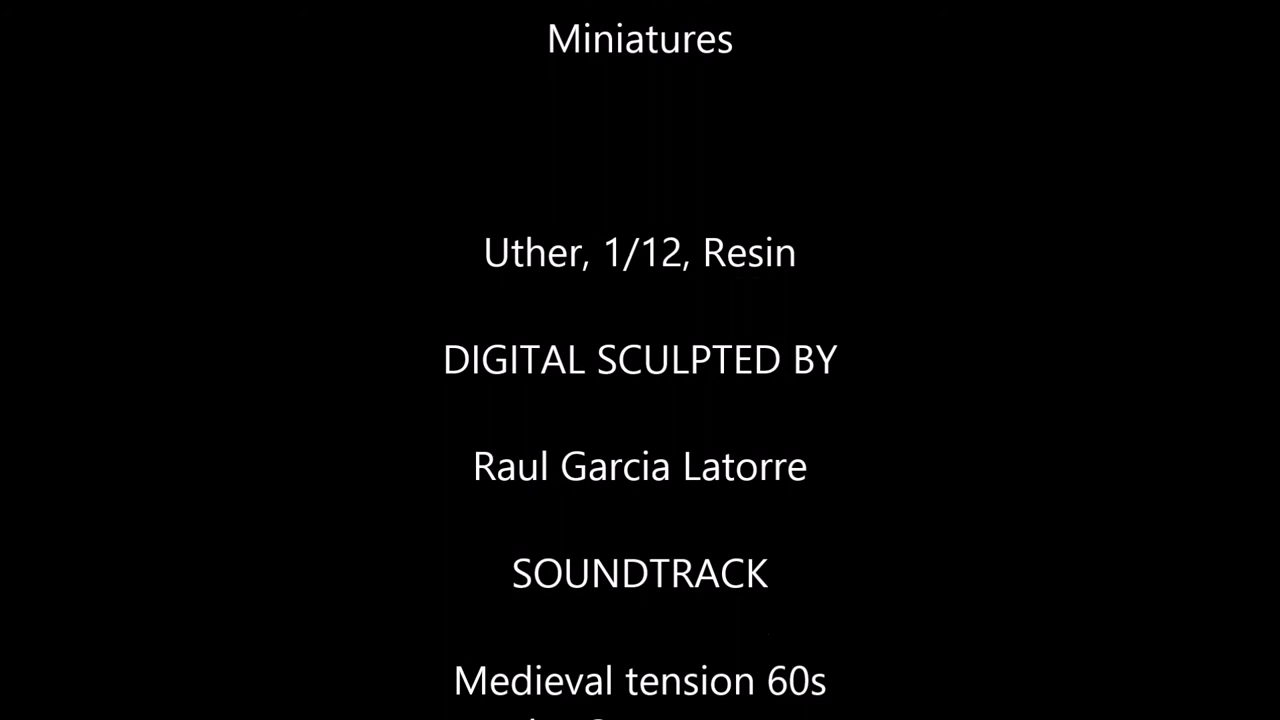 Miniatures
Uther, 1/12, Resin
DIGITAL SCULPTED BY
Raul Garcia Latorre
SOUNDTRACK
Medieval tension 60s